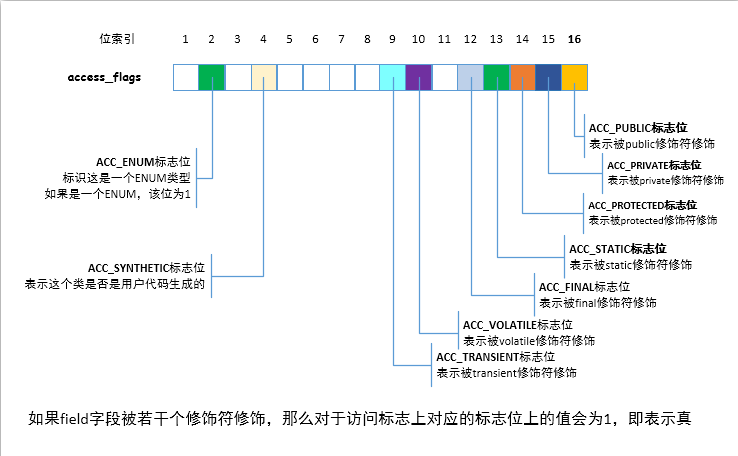 位索引 1 2 3 4 5 6 7 8 9 10 11 12 13 14 15 16
access_flags
ACC_PUBLIC标志位
表示被public修饰符修饰
ACC_ENUM标志位
标识这是一个ENUM类型
如果是一个ENUM，该位为1
ACC_PRIVATE标志位
表示被private修饰符修饰
ACC_PROTECTED标志位
表示被protected修饰符修饰
ACC_STATIC标志位
表示被static修饰符修饰
ACC_SYNTHETIC标志位
表示这个类是否是用户代码生成的
ACC_FINAL标志位
表示被final修饰符修饰
ACC_VOLATILE标志位
表示被volatile修饰符修饰
ACC_TRANSIENT标志位
表示被transient修饰符修饰
如果field字段被若干个修饰符修饰，那么对于访问标志上对应的标志位上的值会为1，即表示真